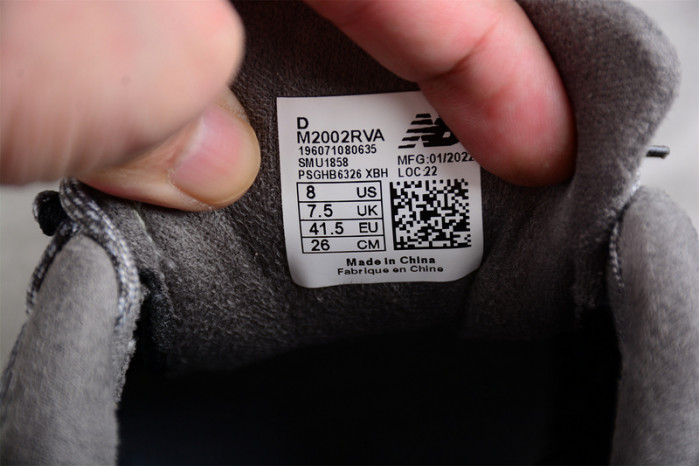 D
M2002RVA
196071080635
SMU1858
PSGHB6326 XBH
MFG:01/2022
LOC:22
8 US
7.5 UK
41.5 EU
26 CM
Made in China
Fabrique en Chine